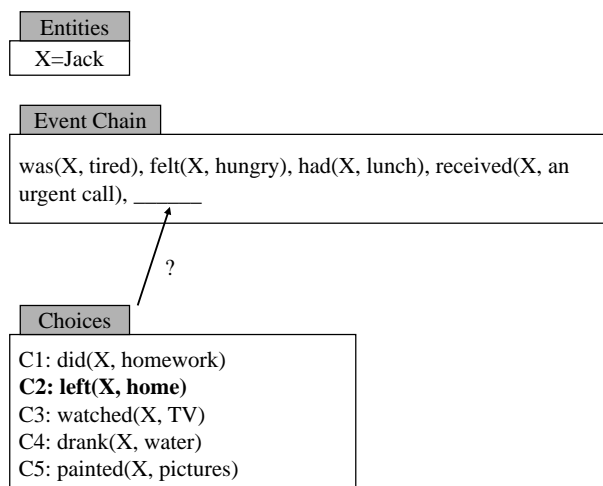 Entities
X=Jack
Event Chain
was(X, tired), felt(X, hungry), had(X, lunch), received(X, an
urgent call), ______
?
Choices
C1: did(X, homework)
C2: left(X, home)
C3: watched(X, TV)
C4: drank(X, water)
C5: painted(X, pictures)